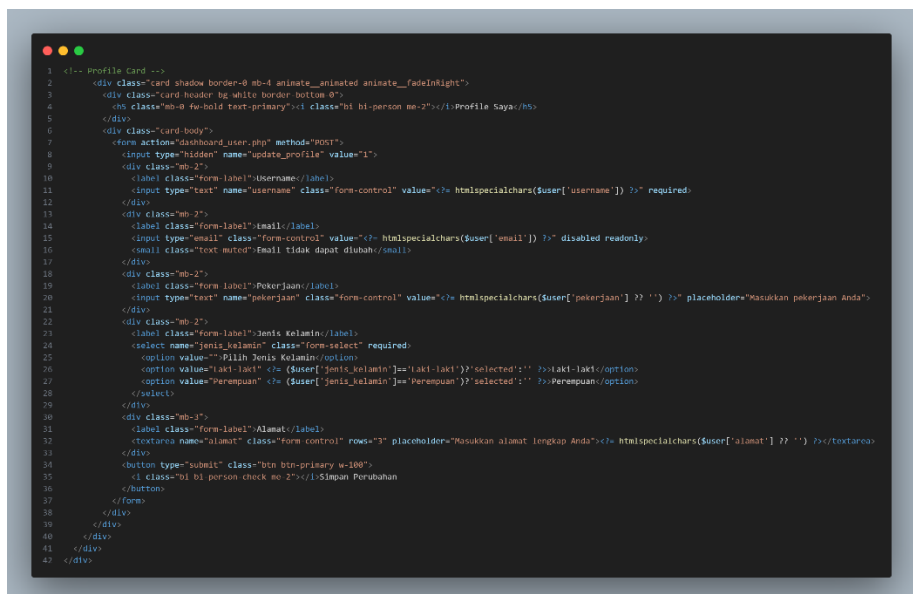 1 <!-- Profile Card -->
2 <div class="card shadow border-0 mb-4 animate__animated animate__fadeInRight">
3 <div class="card-header bg-white border-bottom-0">
4 <h5 class="mb-0 fw-bold text-primary"><i class="bi bi-person me-2"></i>Profile Saya</h5>
5 </div>
6 <div class="card-body">
7 <form action="dashboard_user.php" method="POST">
8 <input type="hidden" name="update_profile" value="1">
9 <div class="mb-2">
10 <label class="form-label">Username</label>
11 <input type="text" name="username" class="form-control" value="<?= htmlspecialchars($user['username']) ?>" required>
12 </div>
13 <div class="mb-2">
14 <label class="form-label">Email</label>
15 <input type="email" class="form-control" value="<?= htmlspecialchars($user['email']) ?>" disabled readonly>
16 <small class="text-muted">Email tidak dapat diubah</small>
17 </div>
18 <div class="mb-2">
19 <label class="form-label">Pekerjaan</label>
20 <input type="text" name="pekerjaan" class="form-control" value="<?= htmlspecialchars($user['pekerjaan'] ?? '') ?>" placeholder="Masukkan pekerjaan Anda">
21 </div>
22 <div class="mb-2">
23 <label class="form-label">Jenis Kelamin</label>
24 <select name="jenis_kelamin" class="form-select" required>
25 <option value="">Pilih Jenis Kelamin</option>
26 <option value="Laki-laki" <?= ($user['jenis_kelamin']=='Laki-laki')?'selected':'' ?>>Laki-laki</option>
27 <option value="Perempuan" <?= ($user['jenis_kelamin']=='Perempuan')?'selected':'' ?>>Perempuan</option>
28 </select>
29 </div>
30 <div class="mb-3">
31 <label class="form-label">Alamat</label>
32 <textarea name="alamat" class="form-control" rows="3" placeholder="Masukkan alamat lengkap Anda"><?= htmlspecialchars($user['alamat'] ?? '') ?></textarea>
33 </div>
34 <button type="submit" class="btn btn-primary w-100">
35 <i class="bi bi-person-check me-2"></i>Simpan Perubahan
36 </button>
37 </form>
38 </div>
39 </div>
40 </div>
41 </div>
42 </div>